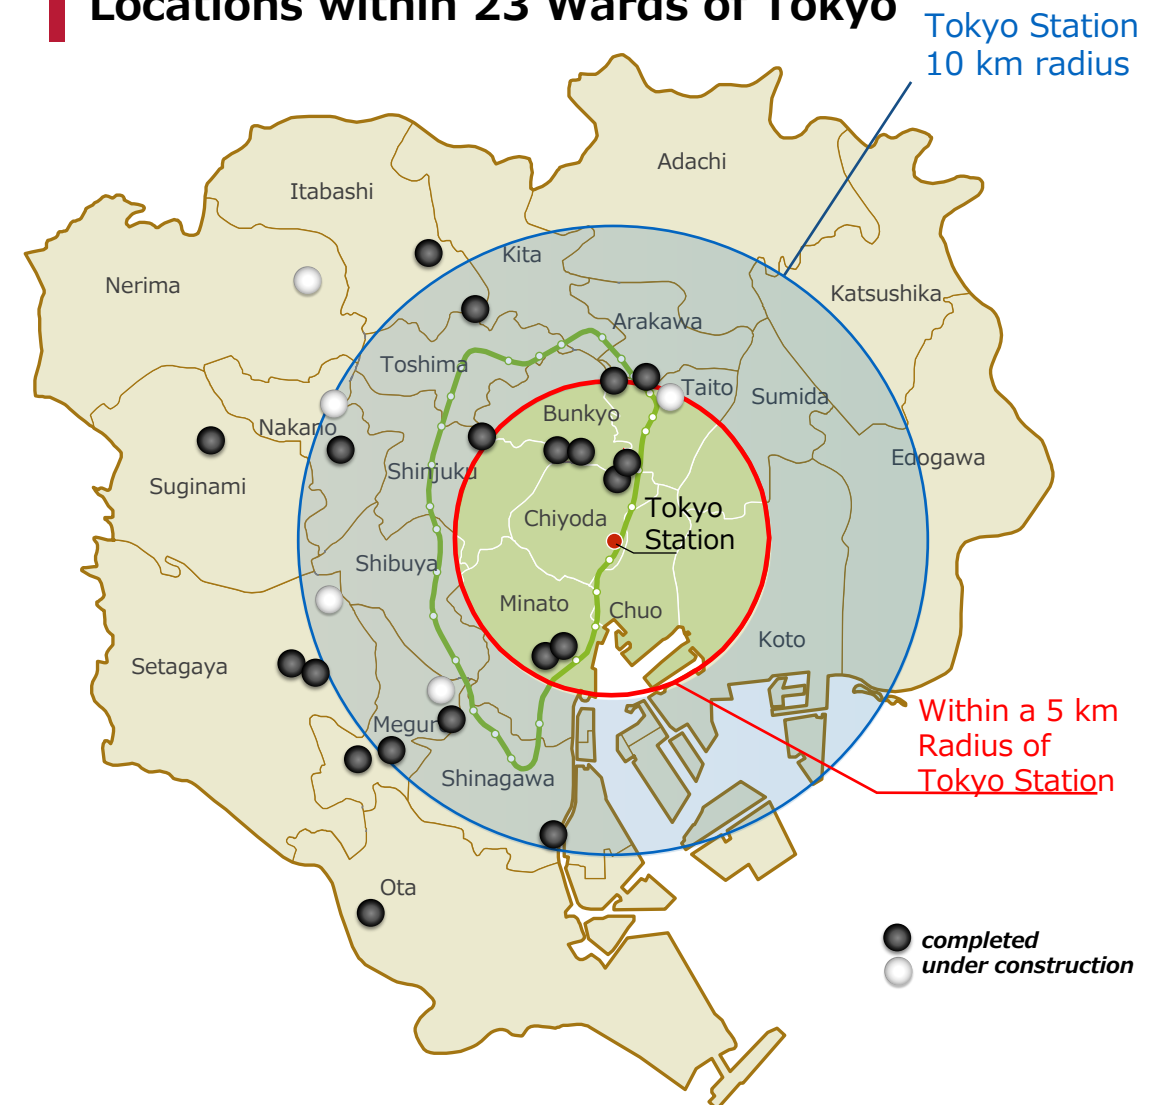 Locations within 23 Wards of Tokyo
Tokyo Station
10 km radius
Adachi
Itabashi
Kita
Nerima
Katsushika
Arakawa
Toshima
Taito
Sumida
Bunkyo
Nakano
Shinjuku
Edogawa
Suginami
Tokyo
Station
Chiyoda
Shibuya
Minato
Chuo
Koto
Setagaya
Within a 5 km
Radius of
Tokyo Station
Megur
Shinagawa
Ota
completed
under construction